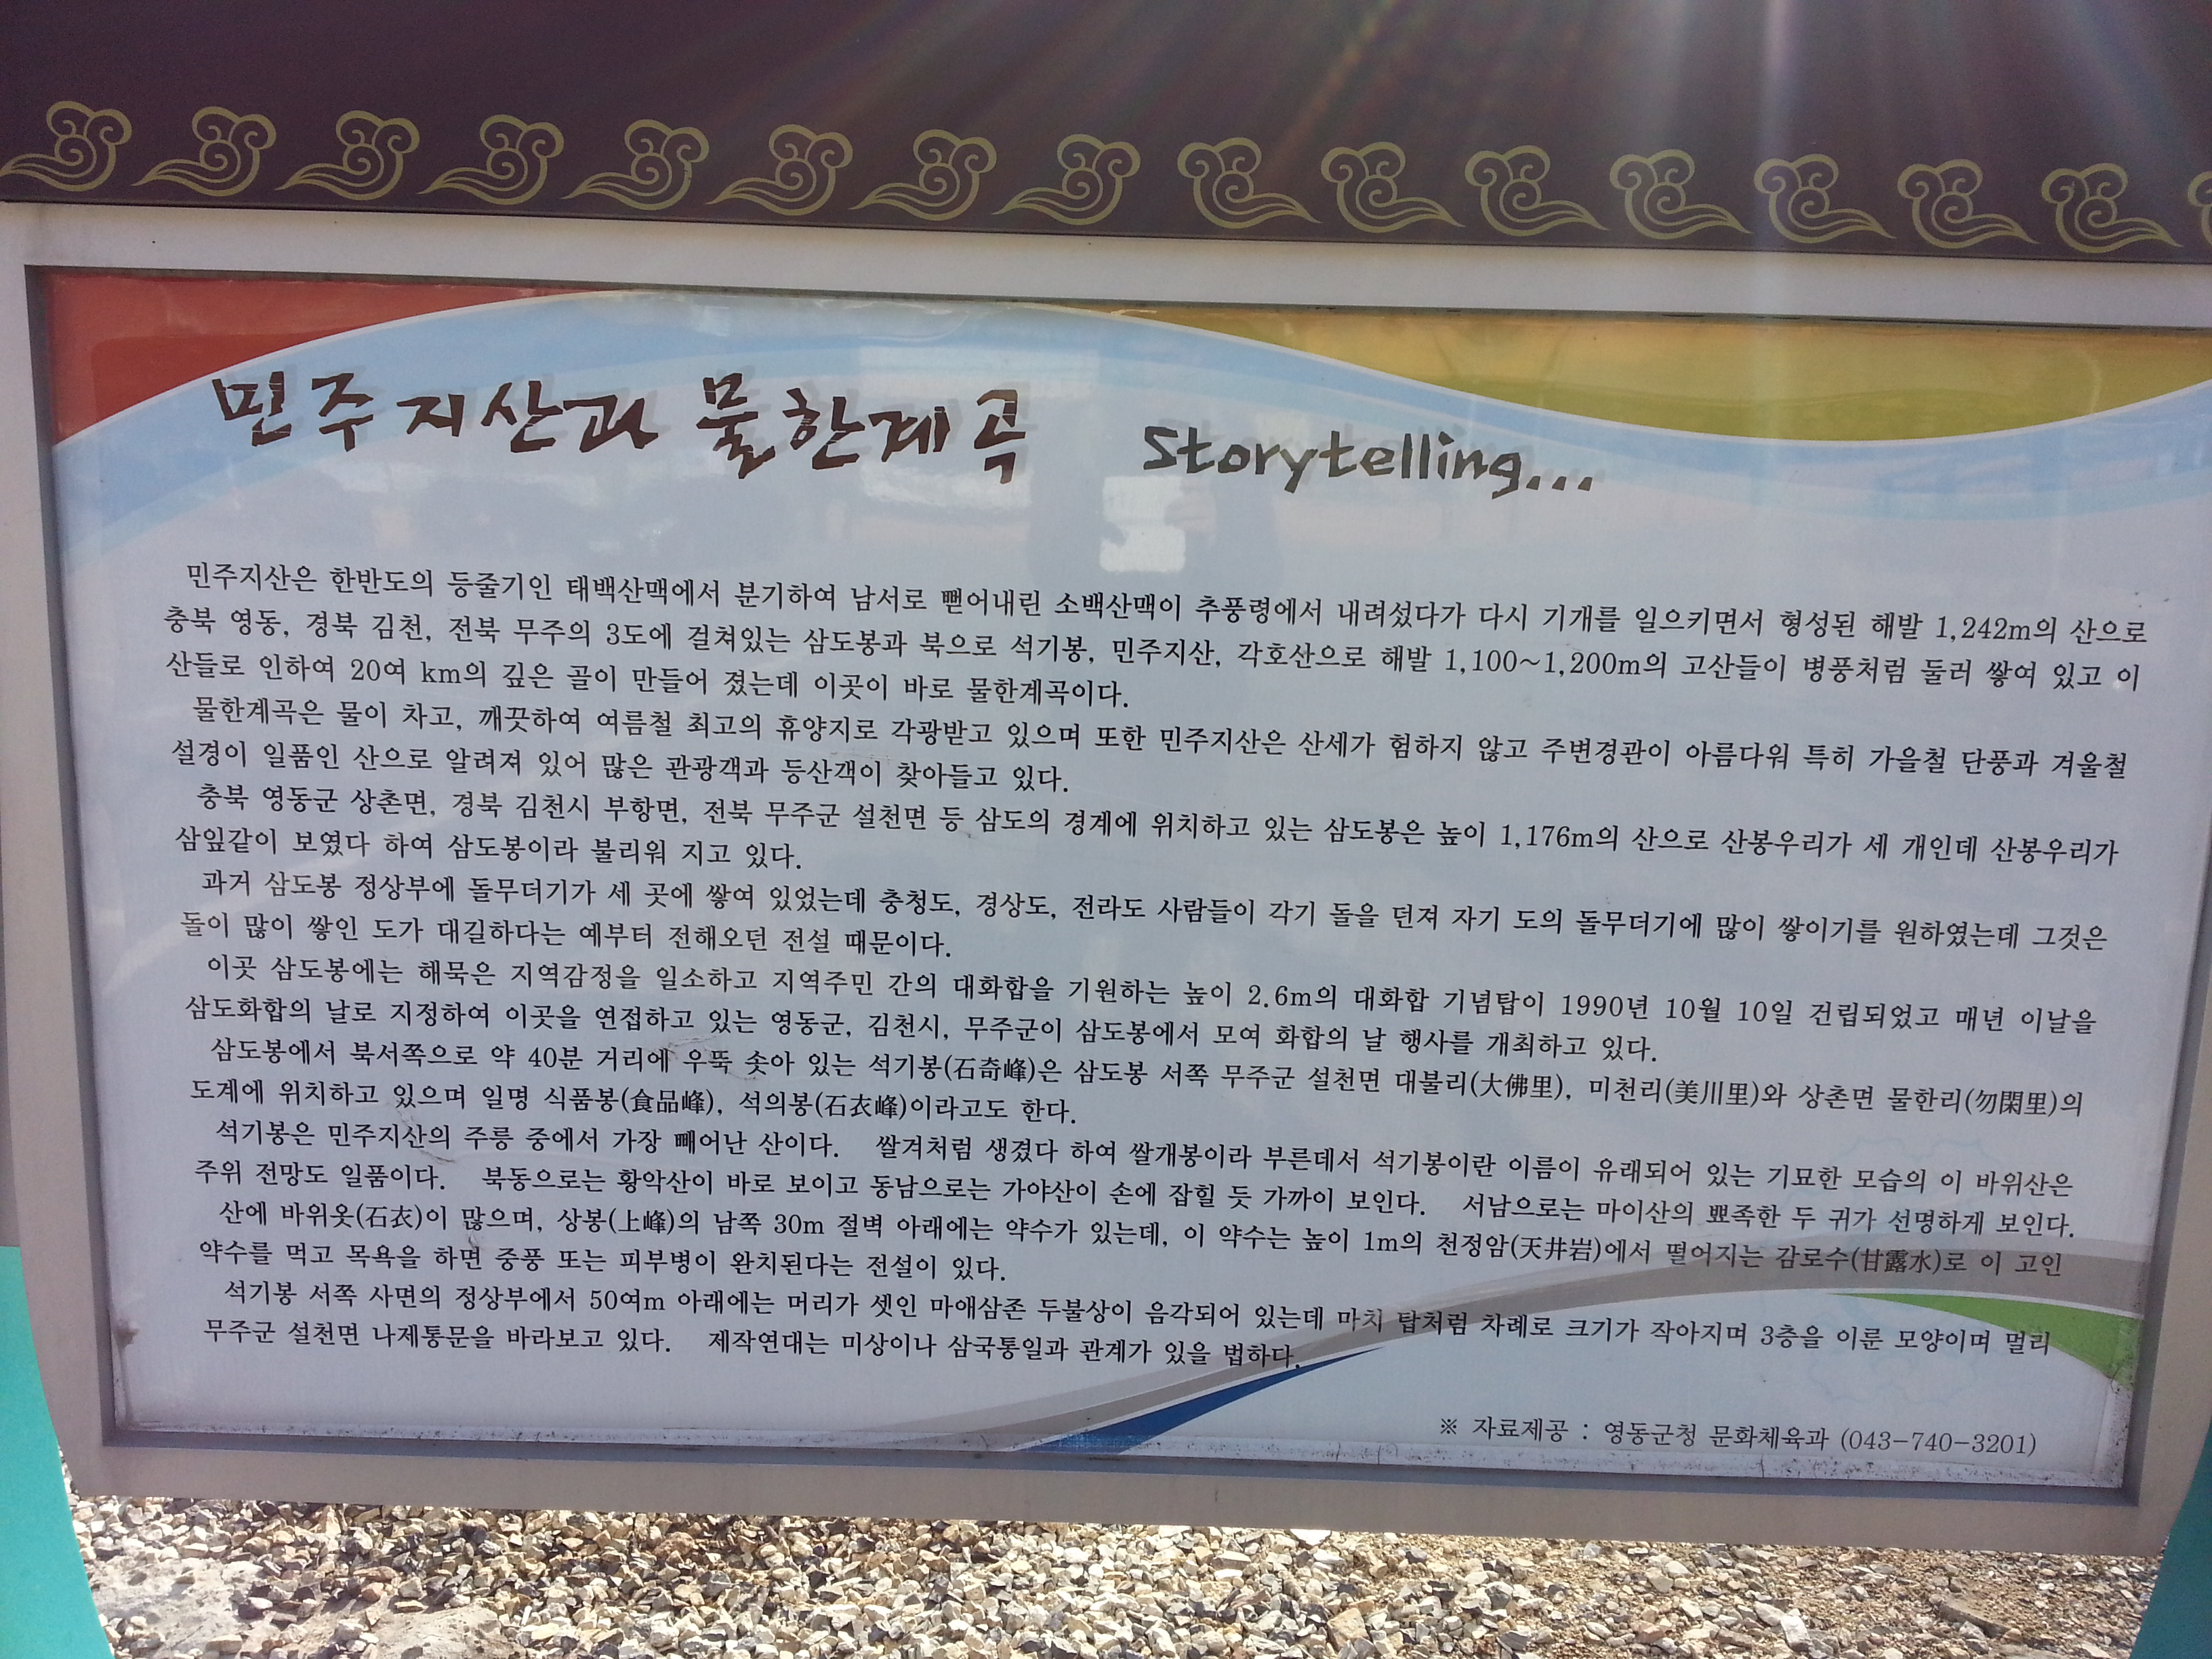 민주지산과 물한계곡 Storytelling...
민주지산은 한반도의 등줄기인 태백산맥에서 분기하여 남서로 뻗어내린 소백산맥이 추풍령에서 내려섰다가 다시 기개를 일으키면서 형성된 해발 1,242m의 산으로
충북 영동, 경북 김천, 전북 무주의 3도에 걸쳐있는 삼도봉과 북으로 석기봉, 민주지산, 각호산으로 해발 1,100~1,200m의 고산들이 병풍처럼 둘러 쌓여 있고 이
산들로 인하여 20여 km의 깊은 골이 만들어 졌는데 이곳이 바로 물한계곡이다.
물한계곡은 물이 차고, 깨끗하여 여름철 최고의 휴양지로 각광받고 있으며 또한 민주지산은 산세가 험하지 않고 주변경관이 아름다워 특히 가을철 단풍과 겨울철
설경이 일품인 산으로 알려져 있어 많은 관광객과 등산객이 찾아들고 있다.
충북 영동군 상촌면, 경북 김천시 부항면, 전북 무주군 설천면 등 삼도의 경계에 위치하고 있는 삼도봉은 높이 1,176m의 산으로 산봉우리가 세 개인데 산봉우리가
삼잎같이 보였다 하여 삼도봉이라 불리워 지고 있다.
과거 삼도봉 정상부에 돌무더기가 세 곳에 쌓여 있었는데 충청도, 경상도, 전라도 사람들이 각기 돌을 던져 자기 도의 돌무더기에 많이 쌓이기를 원하였는데 그것은
돌이 많이 쌓인 도가 대길하다는 예부터 전해오던 전설 때문이다.
이곳 삼도봉에는 해묵은 지역감정을 일소하고 지역주민 간의 대화합을 기원하는 높이 2.6m의 대화합 기념탑이 1990년 10월 10일 건립되었고 매년 이날을
삼도화합의 날로 지정하여 이곳을 연접하고 있는 영동군, 김천시, 무주군이 삼도봉에서 모여 화합의 날 행사를 개최하고 있다.
삼도봉에서 북서쪽으로 약 40분 거리에 우뚝 솟아 있는 석기봉(石奇峰)은 삼도봉 서쪽 무주군 설천면 대불리(大佛里), 미천리(美川里)와 상촌면 물한리(勿閑里)의
도계에 위치하고 있으며 일명 식품봉(食品峰), 석의봉(石衣峰)이라고도 한다.
석기봉은 민주지산의 주릉 중에서 가장 빼어난 산이다. 쌀겨처럼 생겼다 하여 쌀개봉이라 부른데서 석기봉이란 이름이 유래되어 있는 기묘한 모습의 이 바위산은
주위 전망도 일품이다. 북동으로는 황악산이 바로 보이고 동남으로는 가야산이 손에 잡힐 듯 가까이 보인다. 서남으로는 마이산의 뾰족한 두 귀가 선명하게 보인다.
산에 바위옷(石衣)이 많으며, 상봉(上峰)의 남쪽 30m 절벽 아래에는 약수가 있는데, 이 약수는 높이 1m의 천정암(天井岩)에서 떨어지는 감로수(甘露水)로 이 고인
약수를 먹고 목욕을 하면 중풍 또는 피부병이 완치된다는 전설이 있다.
석기봉 서쪽 사면의 정상부에서 50여m 아래에는 머리가 셋인 마애삼존 두불상이 음각되어 있는데 마치 탑처럼 차례로 크기가 작아지며 3층을 이룬 모양이며 멀리
무주군 설천면 나제통문을 바라보고 있다. 제작연대는 미상이나 삼국통일과 관계가 있을 법하다.
※ 자료제공 : 영동군청 문화체육과 (043-740-3201)